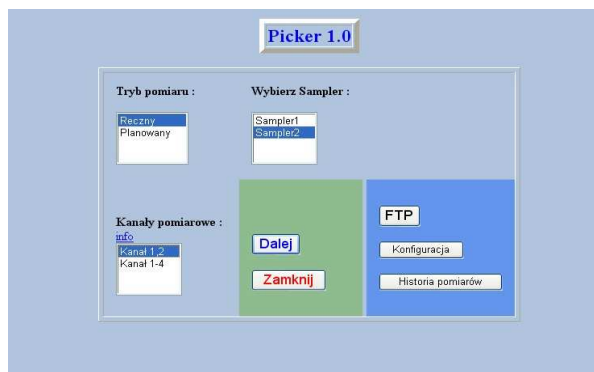 Picker 1.0
Tryb pomiaru :
Wybierz Sampler :
Ręczny
Planowany
Sampler1
Sampler2
Kanały pomiarowe :
info
Kanał 1,2
Kanał 1-4
Dalej
Zamknij
FTP
Konfiguracja
Historia pomiarów